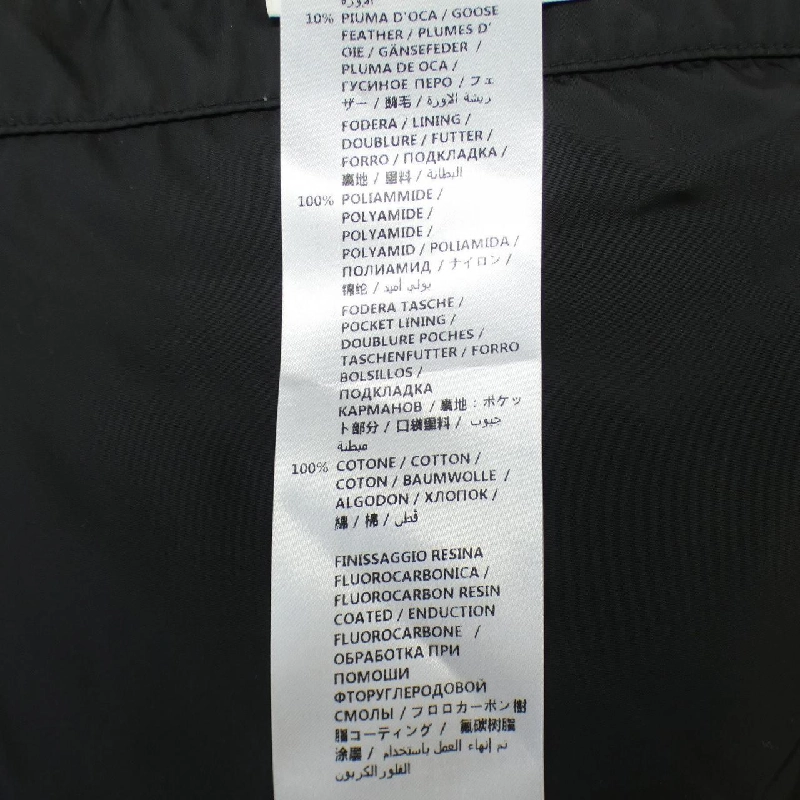 الاوزة
10% PIUMA D'OCA / GOOSE
FEATHER / PLUMES D'
OIE / GÄNSEFEDER /
PLUMA DE OCA /
ГУСИНОЕ ПЕРО / フェ
ザー / 鹅毛 / ريشة الاوزة
FODERA / LINING /
DOUBLURE / FUTTER /
FORRO / ПОДКЛАДКА /
裏地 / 里料 / البطانة
100% POLIAMMIDE /
POLYAMIDE /
POLYAMIDE /
POLYAMID / POLIAMIDA /
ПОЛИАМИД / ナイロン /
锦纶 / بولي أميد
FODERA TASCHE /
POCKET LINING /
DOUBLURE POCHES /
TASCHENFUTTER / FORRO
BOLSILLOS /
ПОДКЛАДКА
КАРМАНОВ / 裏地：ポケッ
ト部分 / 口袋里料 / جيوب
مبطنة
100% COTONE / COTTON /
COTON / BAUMWOLLE /
ALGODON / ХЛОПОК /
綿 / 棉 / قطن
FINISSAGGIO RESINA
FLUOROCARBONICA /
FLUOROCARBON RESIN
COATED / ENDUCTION
FLUOROCARBONE /
ОБРАБОТКА ПРИ
ПОМОШИ
ФТОРУГЛЕРОДОВОЙ
СМОЛЫ / フロロカーボン樹
脂コーティング / 氟碳树脂
涂层 / تم إنهاء العمل باستخدام
الفلور الكربون